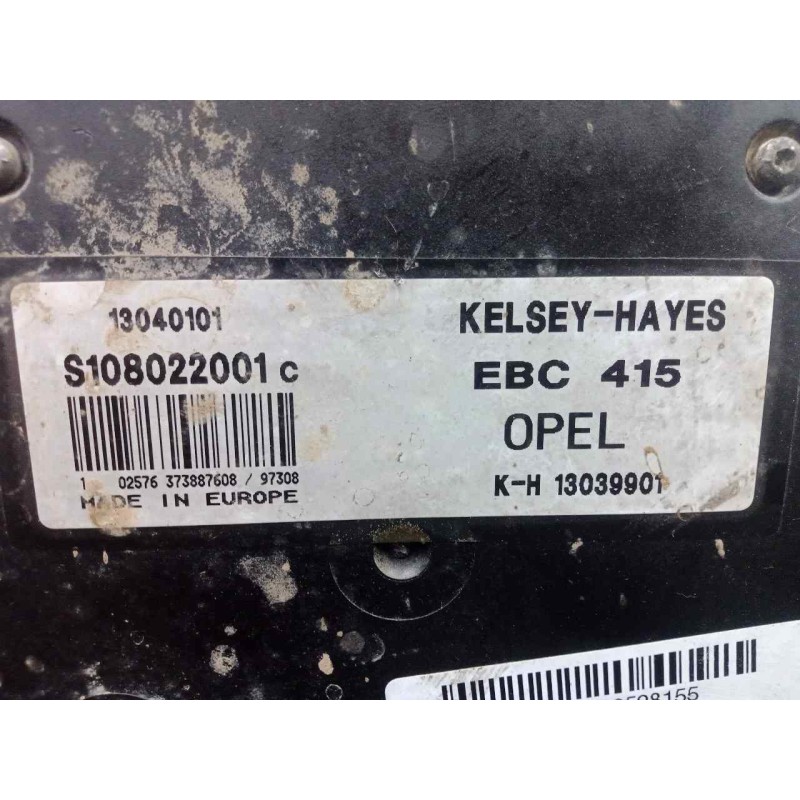 13040101
S108022001 C
1 02576 373887608 / 97308
MADE IN EUROPE
KELSEY-HAYES
EBC 415
OPEL
K-H 13039901